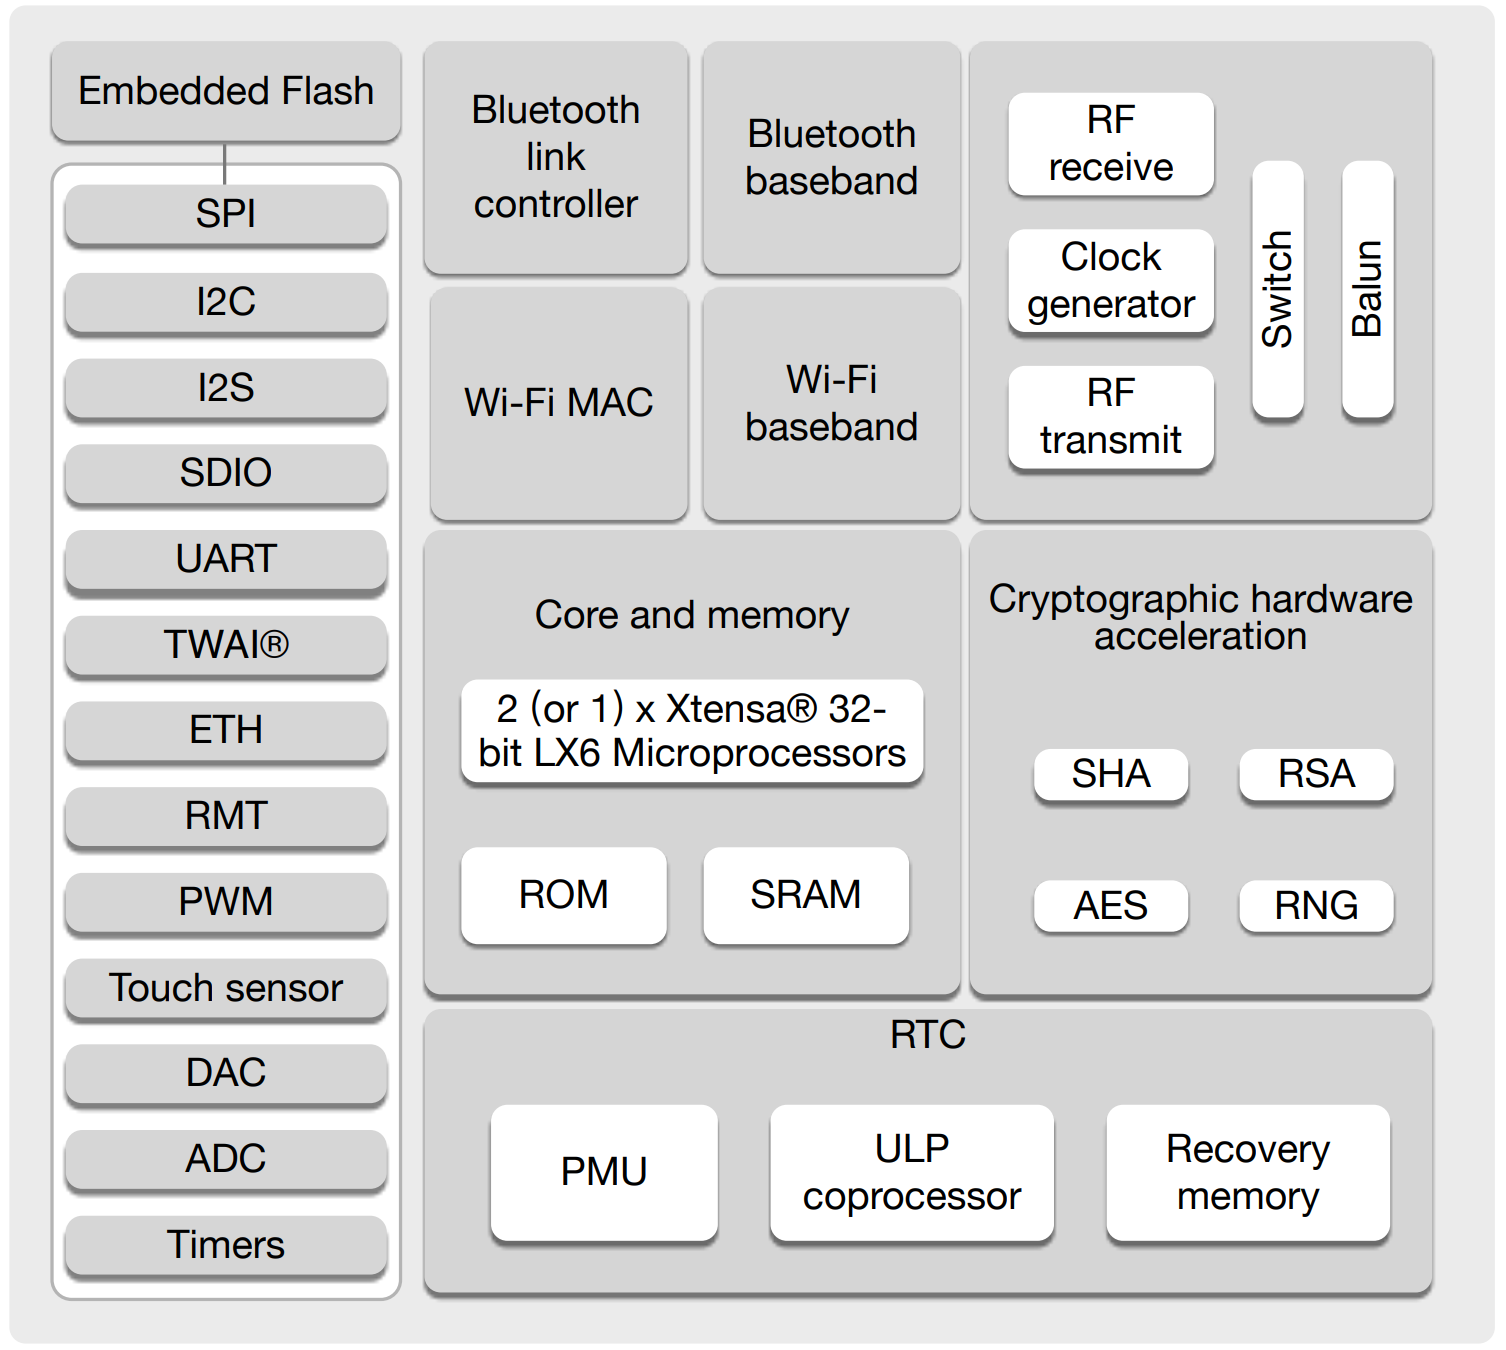 Embedded Flash
SPI
I2C
I2S
SDIO
UART
TWAI®
ETH
RMT
PWM
Touch sensor
DAC
ADC
Timers
Bluetooth
link
controller
Bluetooth
baseband
Wi-Fi MAC
Wi-Fi
baseband
RF
receive
Clock
generator
RF
transmit
Switch
Balun
Core and memory
2 (or 1) x Xtensa® 32-
bit LX6 Microprocessors
ROM
SRAM
Cryptographic hardware
acceleration
SHA
RSA
AES
RNG
RTC
PMU
ULP
coprocessor
Recovery
memory